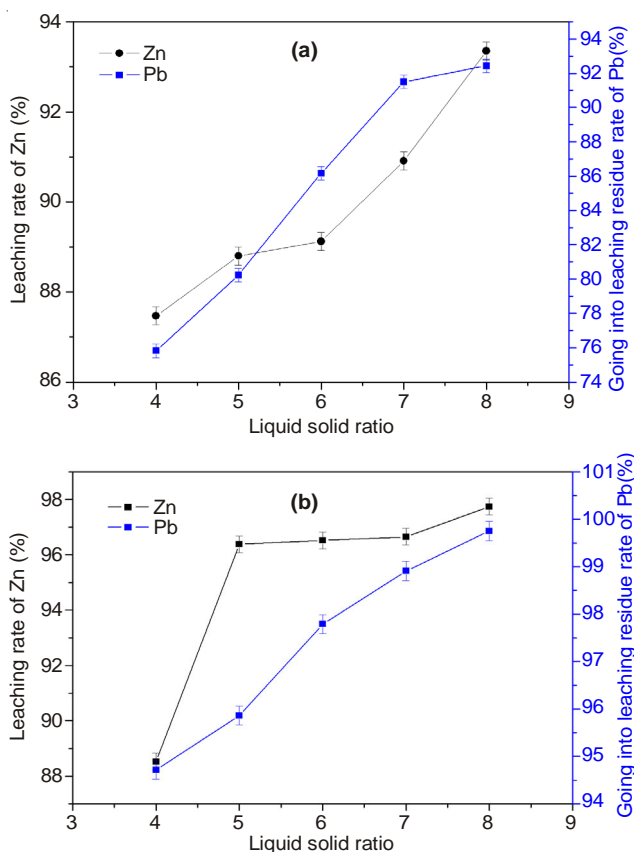 (a)
Zn
Pb
94
92
90
88
86
Leaching rate of Zn (%)
94
92
90
88
86
84
82
80
78
76
74
Going into leaching residue rate of Pb(%)
3 4 5 6 7 8 9
Liquid solid ratio
(b)
Zn
Pb
98
96
94
92
90
88
Leaching rate of Zn (%)
101
100
99
98
97
96
95
94
Going into leaching residue rate of Pb(%)
3 4 5 6 7 8 9
Liquid solid ratio